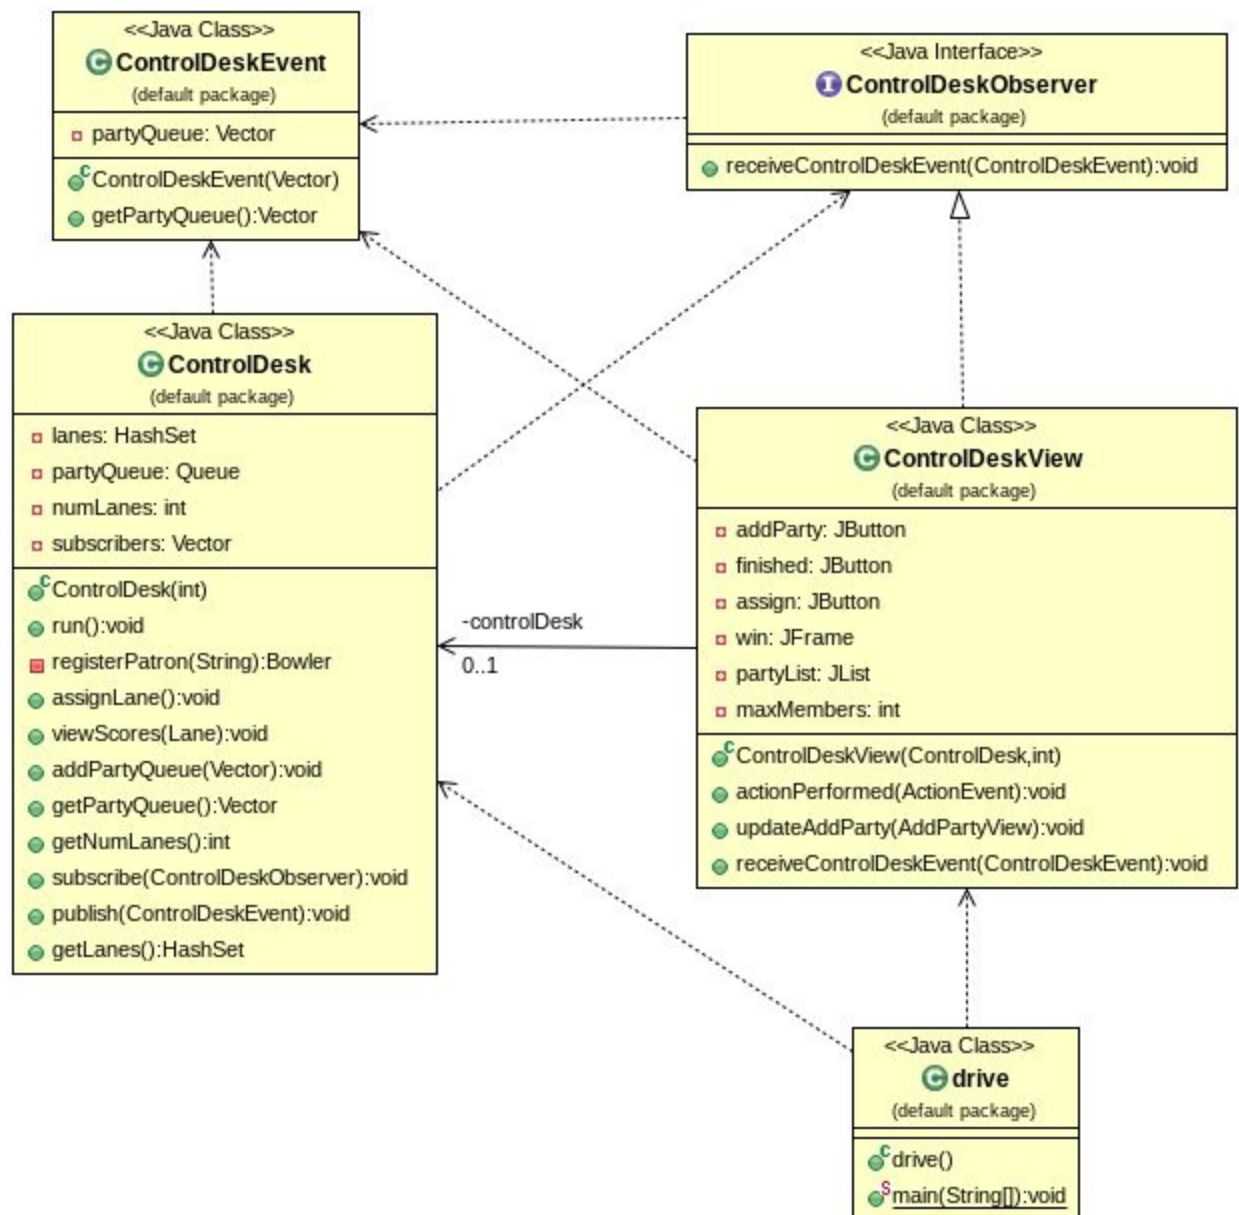 <<Java Class>>
ControlDeskEvent
(default package)
partyQueue: Vector
ControlDeskEvent(Vector)
getPartyQueue():Vector
<<Java Interface>>
ControlDeskObserver
(default package)
receiveControlDeskEvent(ControlDeskEvent):void
<<Java Class>>
ControlDesk
(default package)
lanes: HashSet
partyQueue: Queue
numLanes: int
subscribers: Vector
ControlDesk(int)
run():void
registerPatron(String):Bowler
assignLane():void
viewScores(Lane):void
addPartyQueue(Vector):void
getPartyQueue():Vector
getNumLanes():int
subscribe(ControlDeskObserver):void
publish(ControlDeskEvent):void
getLanes():HashSet
-controlDesk
0..1
<<Java Class>>
ControlDeskView
(default package)
addParty: JButton
finished: JButton
assign: JButton
win: JFrame
partyList: JList
maxMembers: int
ControlDeskView(ControlDesk,int)
actionPerformed(ActionEvent):void
updateAddParty(AddPartyView):void
receiveControlDeskEvent(ControlDeskEvent):void
<<Java Class>>
drive
(default package)
drive()
main(String[]):void